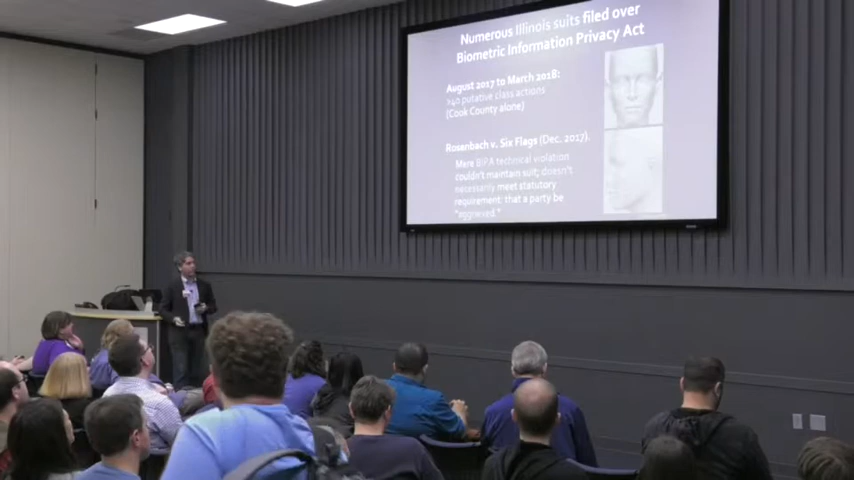 Numerous Illinois suits filed over
Biometric Information Privacy Act
August 2017 to March 2018:
>40 putative class actions
(Cook County alone)
Rosenbach v. Six Flags (Dec. 2017).
Mere BIPA technical violation
couldn't maintain suit; doesn't
necessarily meet statutory
requirement: that a party be
"aggrieved."